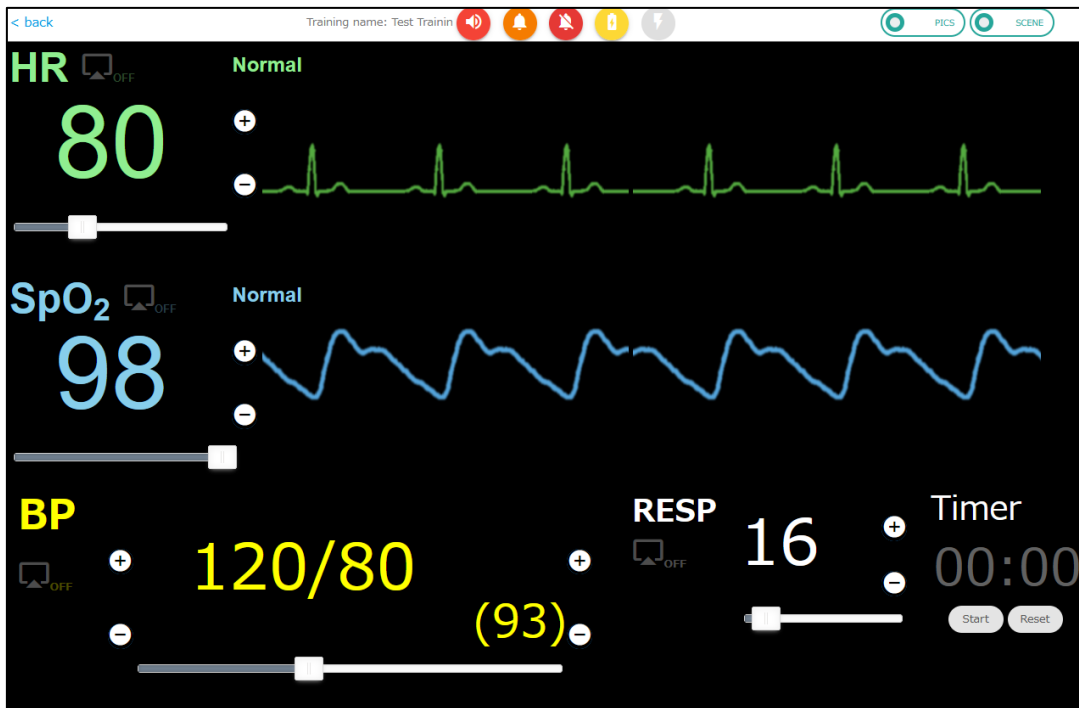 < back
Training name: Test Trainin
PICS
SCENE
HR OFF
Normal
80
SpO₂ OFF
Normal
98
BP
OFF
120/80
(93)
RESP
OFF
16
Timer
00:00
Start Reset